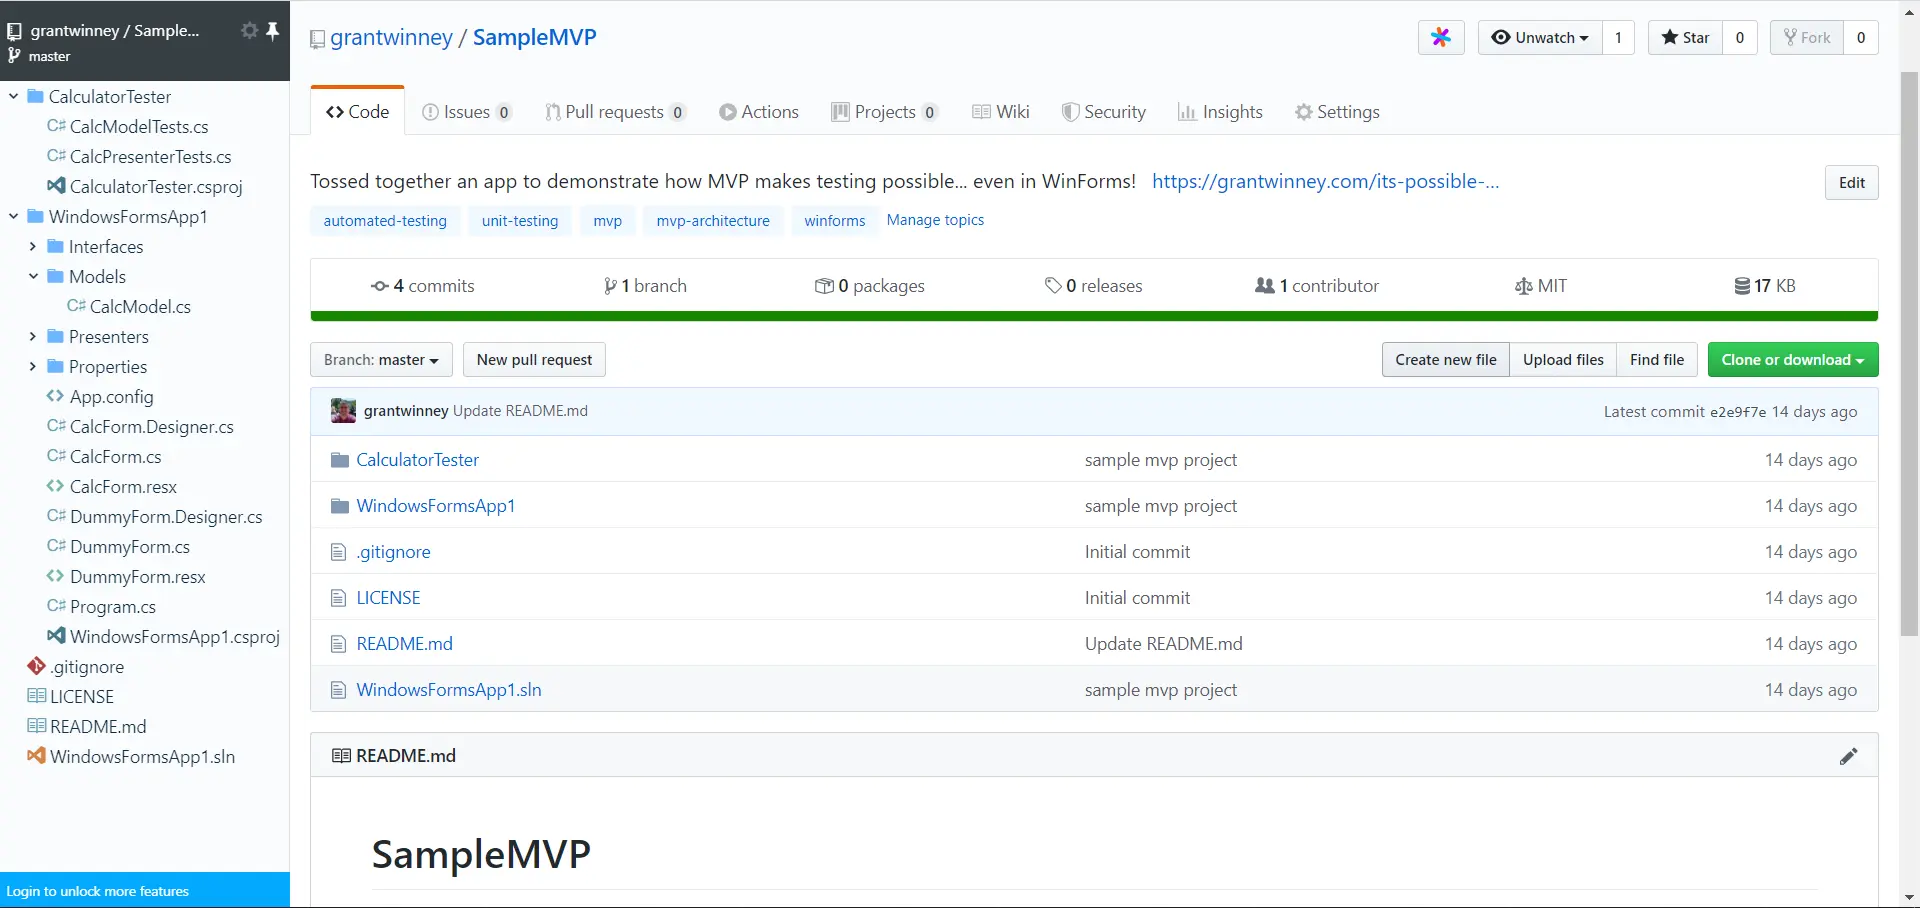 grantwinney / Sample...
master
CalculatorTester
CalcModelTests.cs
CalcPresenterTests.cs
CalculatorTester.csproj
WindowsFormsApp1
Interfaces
Models
CalcModel.cs
Presenters
Properties
App.config
CalcForm.Designer.cs
CalcForm.cs
CalcForm.resx
DummyForm.Designer.cs
DummyForm.cs
DummyForm.resx
Program.cs
WindowsFormsApp1.csproj
.gitignore
LICENSE
README.md
WindowsFormsApp1.sln
Login to unlock more features
grantwinney / SampleMVP
Unwatch 1 Star 0 Fork 0
Code Issues 0 Pull requests 0 Actions Projects 0 Wiki Security Insights Settings
Tossed together an app to demonstrate how MVP makes testing possible... even in WinForms! https://grantwinney.com/its-possible-...
Edit
automated-testing unit-testing mvp mvp-architecture winforms Manage topics
4 commits 1 branch 0 packages 0 releases 1 contributor MIT 17 KB
Branch: master New pull request Create new file Upload files Find file Clone or download
grantwinney Update README.md Latest commit e2e9f7e 14 days ago
CalculatorTester sample mvp project 14 days ago
WindowsFormsApp1 sample mvp project 14 days ago
.gitignore Initial commit 14 days ago
LICENSE Initial commit 14 days ago
README.md Update README.md 14 days ago
WindowsFormsApp1.sln sample mvp project 14 days ago
README.md
SampleMVP